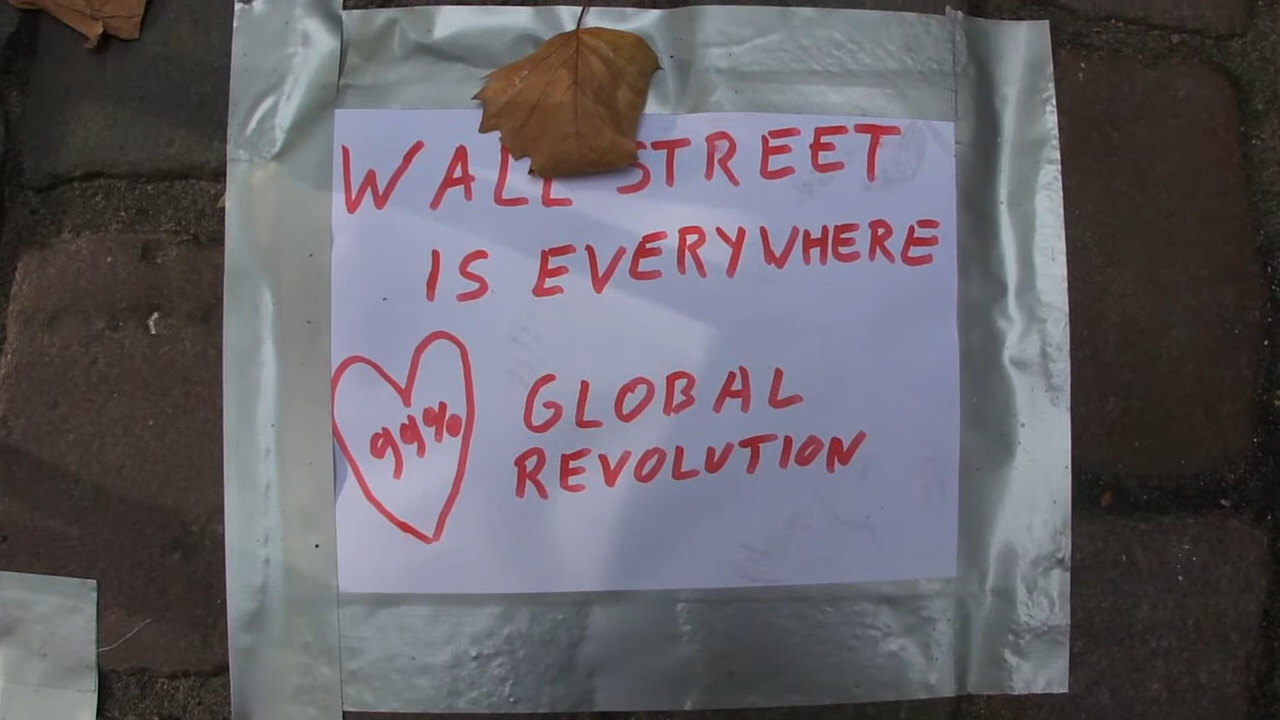 WALL STREET
IS EVERYWHERE
99%
GLOBAL
REVOLUTION